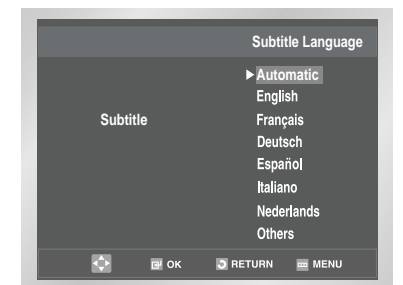 Subtitle Language
Automatic
English
Subtitle Français
Deutsch
Español
Italiano
Nederlands
Others
OK RETURN MENU